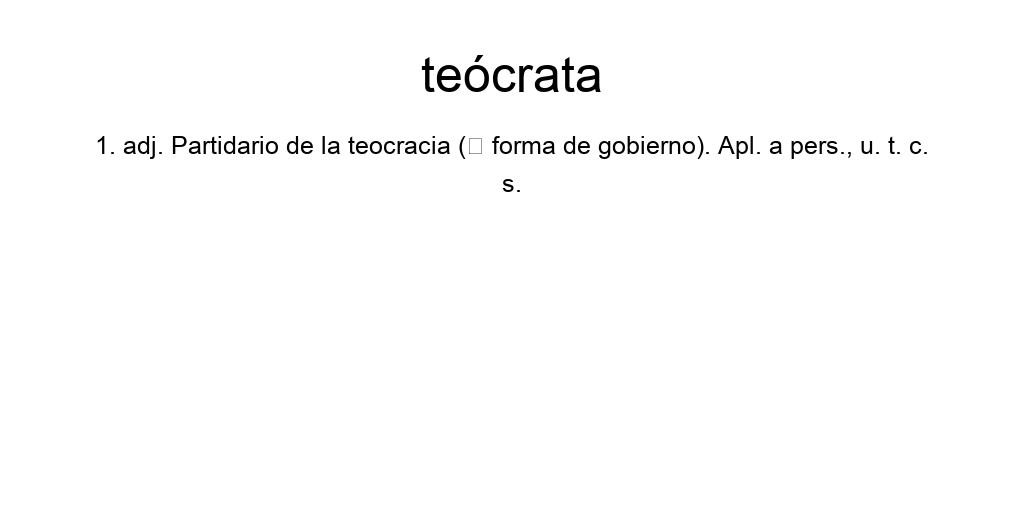 teócrata
1. adj. Partidario de la teocracia (□ forma de gobierno). Apl. a pers., u. t. c.
s.